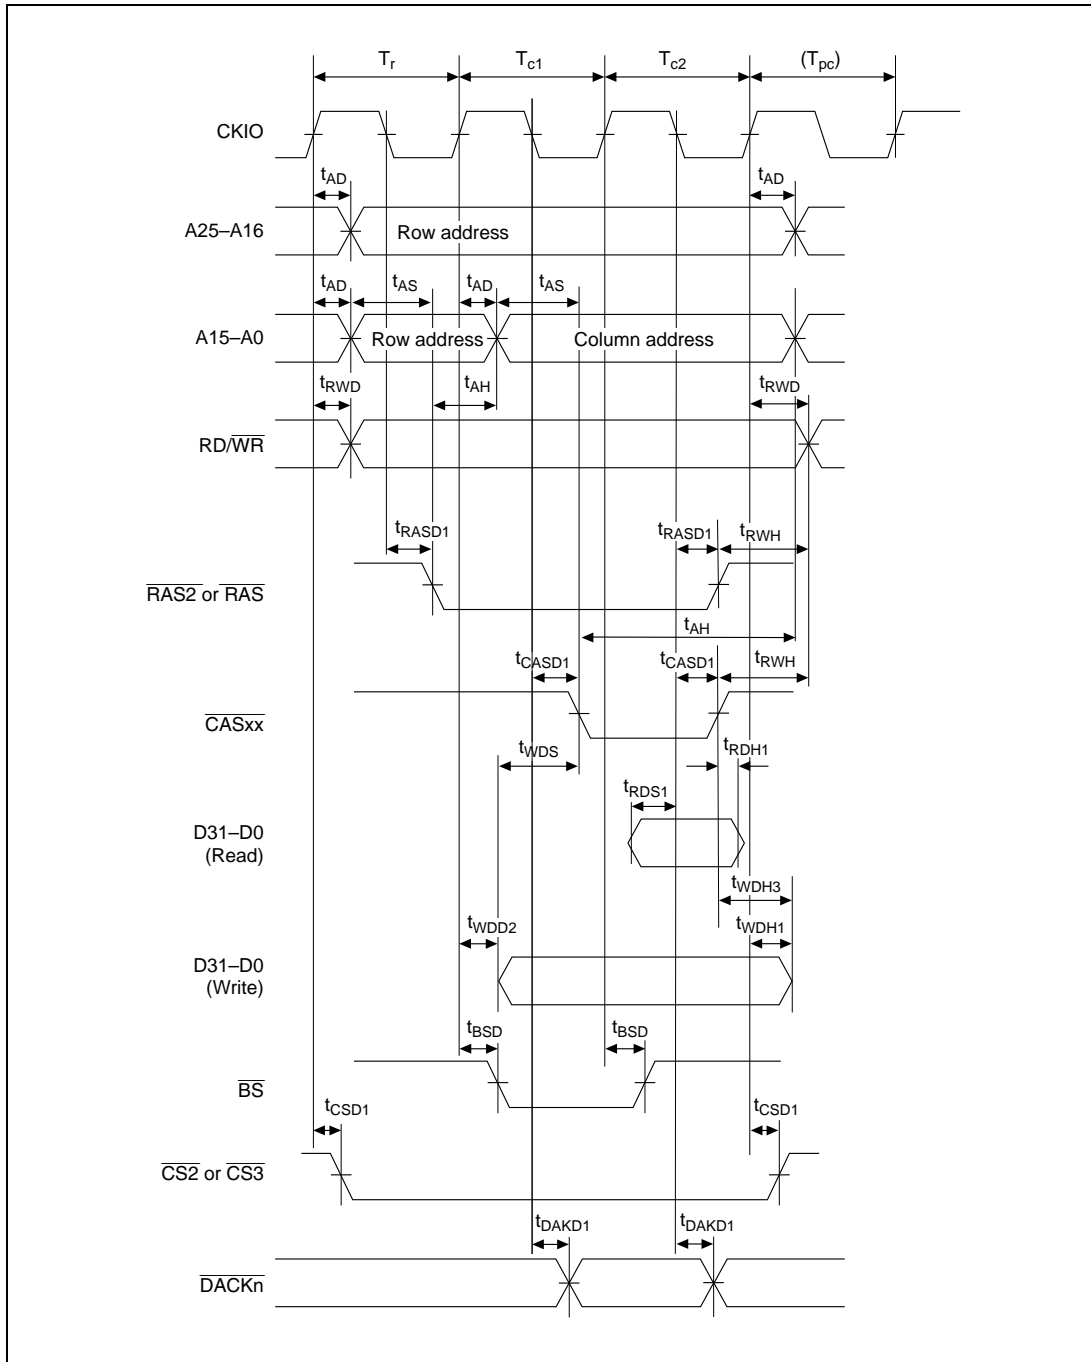 Tr Tc1 Tc2 (Tpc)
CKIO
tAD tAD
A25–A16 Row address
tAD tAS tAD tAS
A15–A0 Row address Column address
tRWD tAH tRWD
RD/WR
tRASD1 tRASD1 tRWH
RAS2 or RAS
tAH
tCASD1 tCASD1 tRWH
CASxx
tWDS tRDH1
tRDS1
D31–D0
(Read)
tWDH3
tWDD2 tWDH1
D31–D0
(Write)
tBSD tBSD
BS
tCSD1 tCSD1
CS2 or CS3
tDAKD1 tDAKD1
DACKn